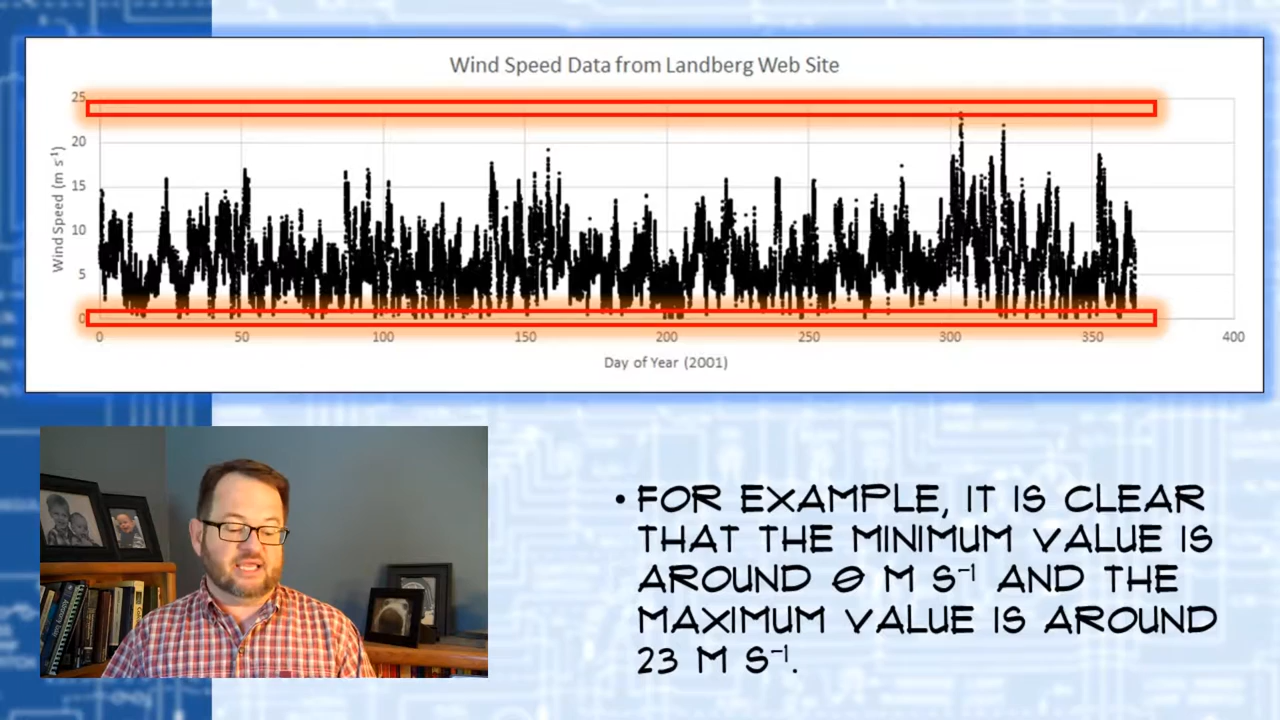 Wind Speed Data from Landberg Web Site
25
20
15
10
5
0
Wind Speed (m s⁻¹)
0 50 100 150 200 250 300 350 400
Day of Year (2001)
• FOR EXAMPLE, IT IS CLEAR
THAT THE MINIMUM VALUE IS
AROUND 0 M S⁻¹ AND THE
MAXIMUM VALUE IS AROUND
23 M S⁻¹.